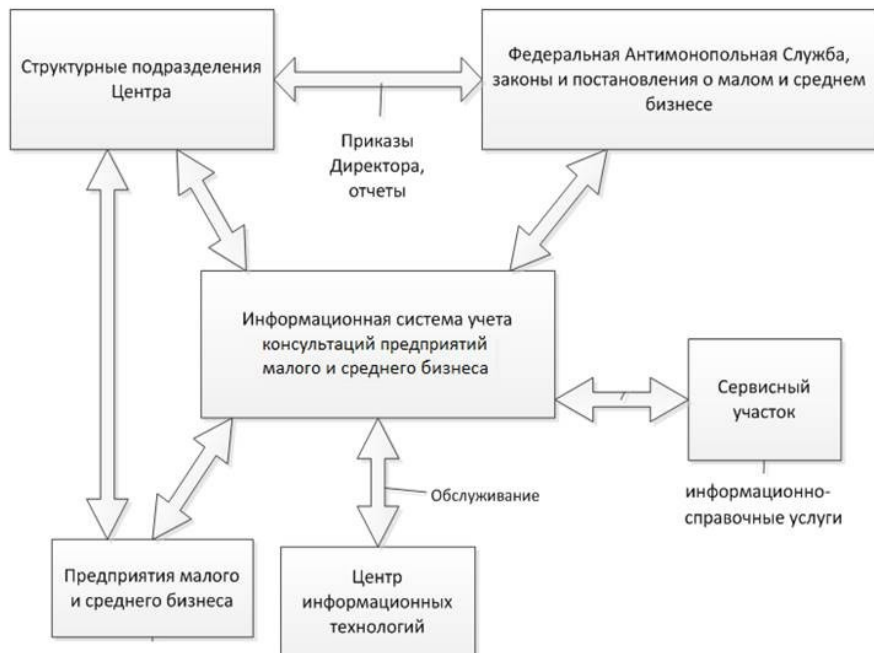 Структурные подразделения
Центра
Федеральная Антимонопольная Служба,
законы и постановления о малом и среднем
бизнесе
Приказы
Директора,
отчеты
Информационная система учета
консультаций предприятий
малого и среднего бизнеса
Сервисный
участок
Обслуживание
информационно-
справочные услуги
Предприятия малого
и среднего бизнеса
Центр
информационных
технологий